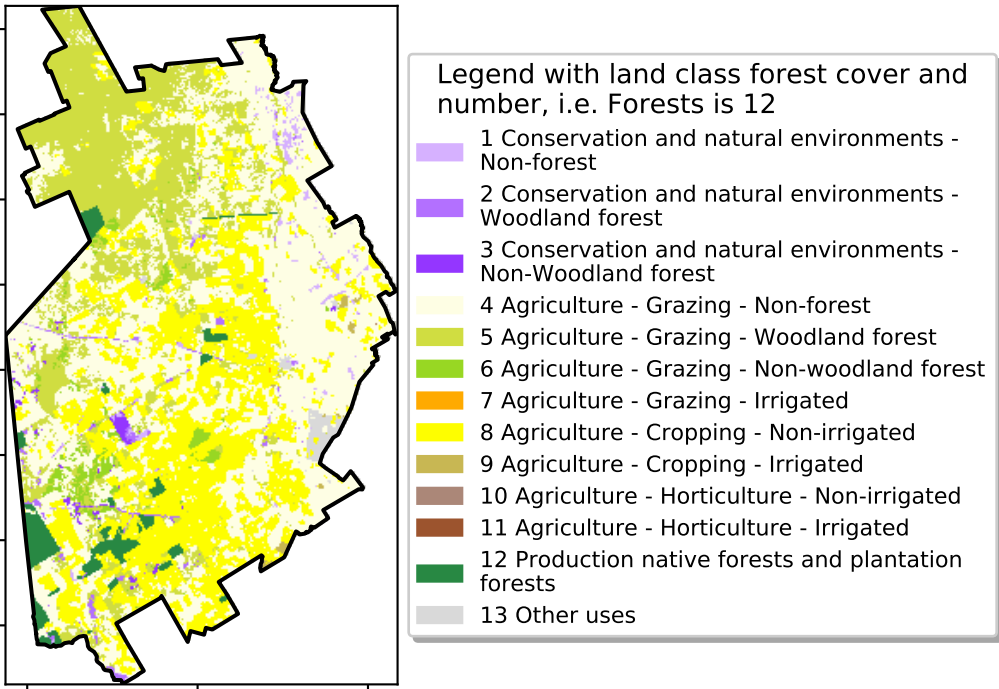 Legend with land class forest cover and
number, i.e. Forests is 12
1 Conservation and natural environments -
Non-forest
2 Conservation and natural environments -
Woodland forest
3 Conservation and natural environments -
Non-Woodland forest
4 Agriculture - Grazing - Non-forest
5 Agriculture - Grazing - Woodland forest
6 Agriculture - Grazing - Non-woodland forest
7 Agriculture - Grazing - Irrigated
8 Agriculture - Cropping - Non-irrigated
9 Agriculture - Cropping - Irrigated
10 Agriculture - Horticulture - Non-irrigated
11 Agriculture - Horticulture - Irrigated
12 Production native forests and plantation
forests
13 Other uses